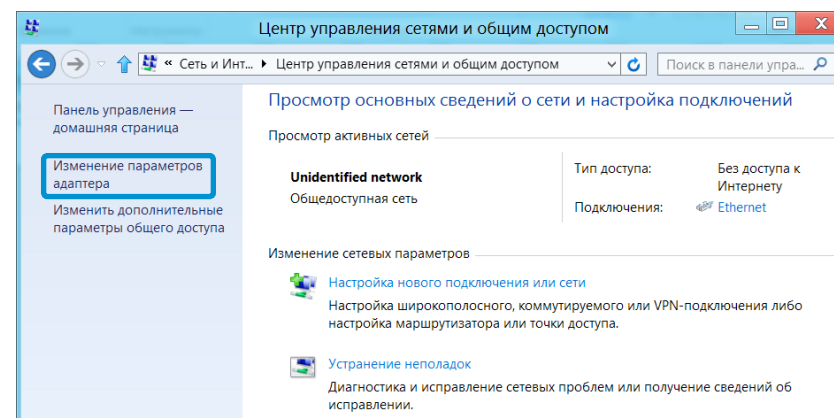 Центр управления сетями и общим доступом
« Сеть и Инт... Центр управления сетями и общим доступом
Поиск в панели упра...
Панель управления —
домашняя страница
Изменение параметров
адаптера
Изменить дополнительные
параметры общего доступа
Просмотр основных сведений о сети и настройка подключений
Просмотр активных сетей
Unidentified network
Общедоступная сеть
Тип доступа: Без доступа к
Интернету
Подключения: Ethernet
Изменение сетевых параметров
Настройка нового подключения или сети
Настройка широкополосного, коммутируемого или VPN-подключения либо
настройка маршрутизатора или точки доступа.
Устранение неполадок
Диагностика и исправление сетевых проблем или получение сведений об
исправлении.